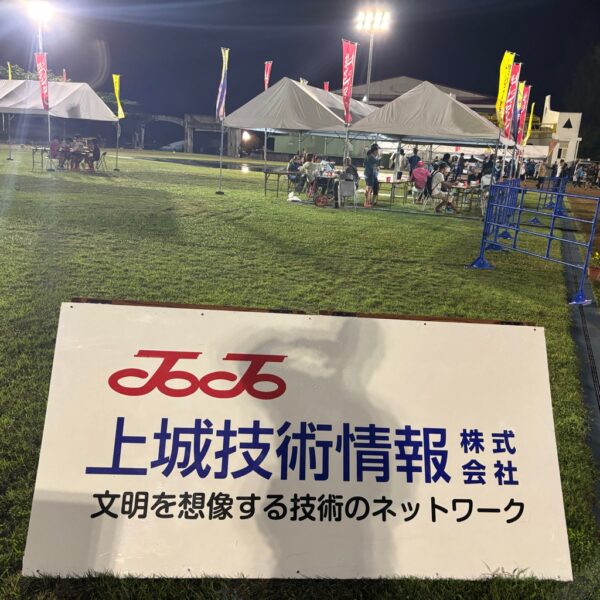 JoJo
上城技術情報 株式会社
文明を想像する技術のネットワーク